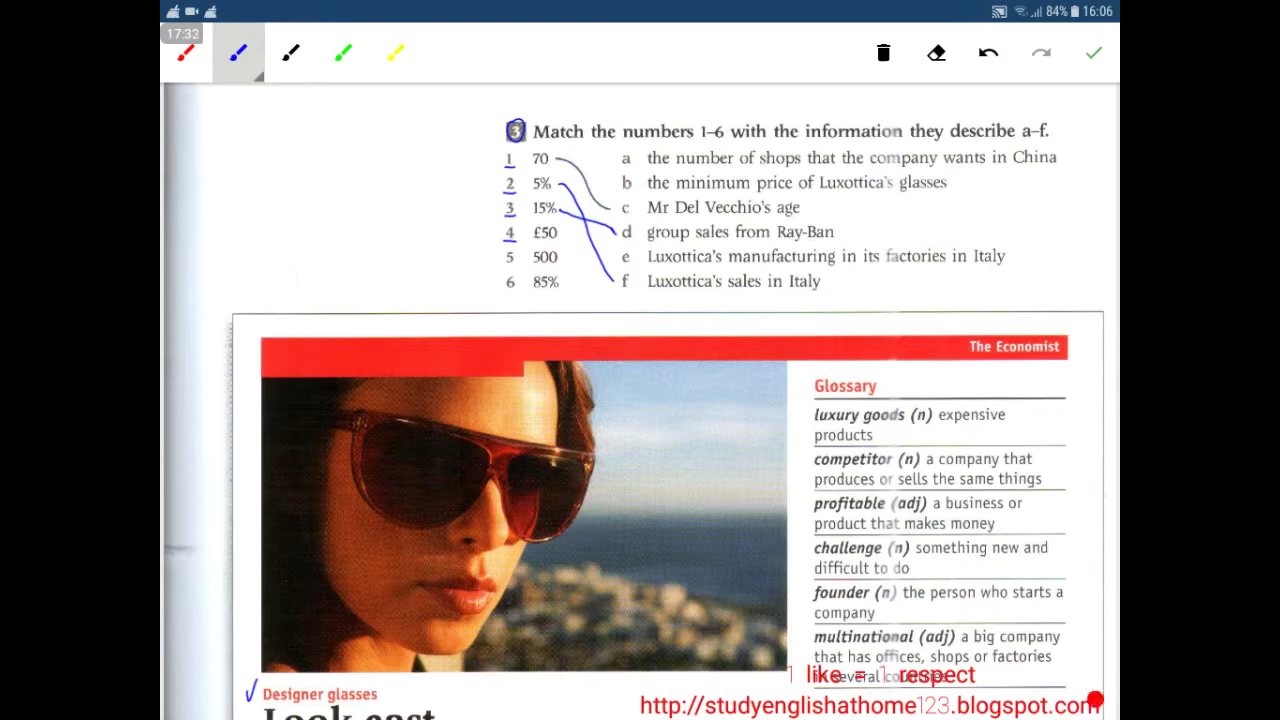 84% 16:06
17:33
3 Match the numbers 1–6 with the information they describe a–f.
1 70 a the number of shops that the company wants in China
2 5% b the minimum price of Luxottica's glasses
3 15% c Mr Del Vecchio's age
4 £50 d group sales from Ray-Ban
5 500 e Luxottica's manufacturing in its factories in Italy
6 85% f Luxottica's sales in Italy
The Economist
Glossary
luxury goods (n) expensive
products
competitor (n) a company that
produces or sells the same things
profitable (adj) a business or
product that makes money
challenge (n) something new and
difficult to do
founder (n) the person who starts a
company
multinational (adj) a big company
that has offices, shops or factories
in several
1 like = 1 respect
Designer glasses
Look east
http://studyenglishathome123.blogspot.com